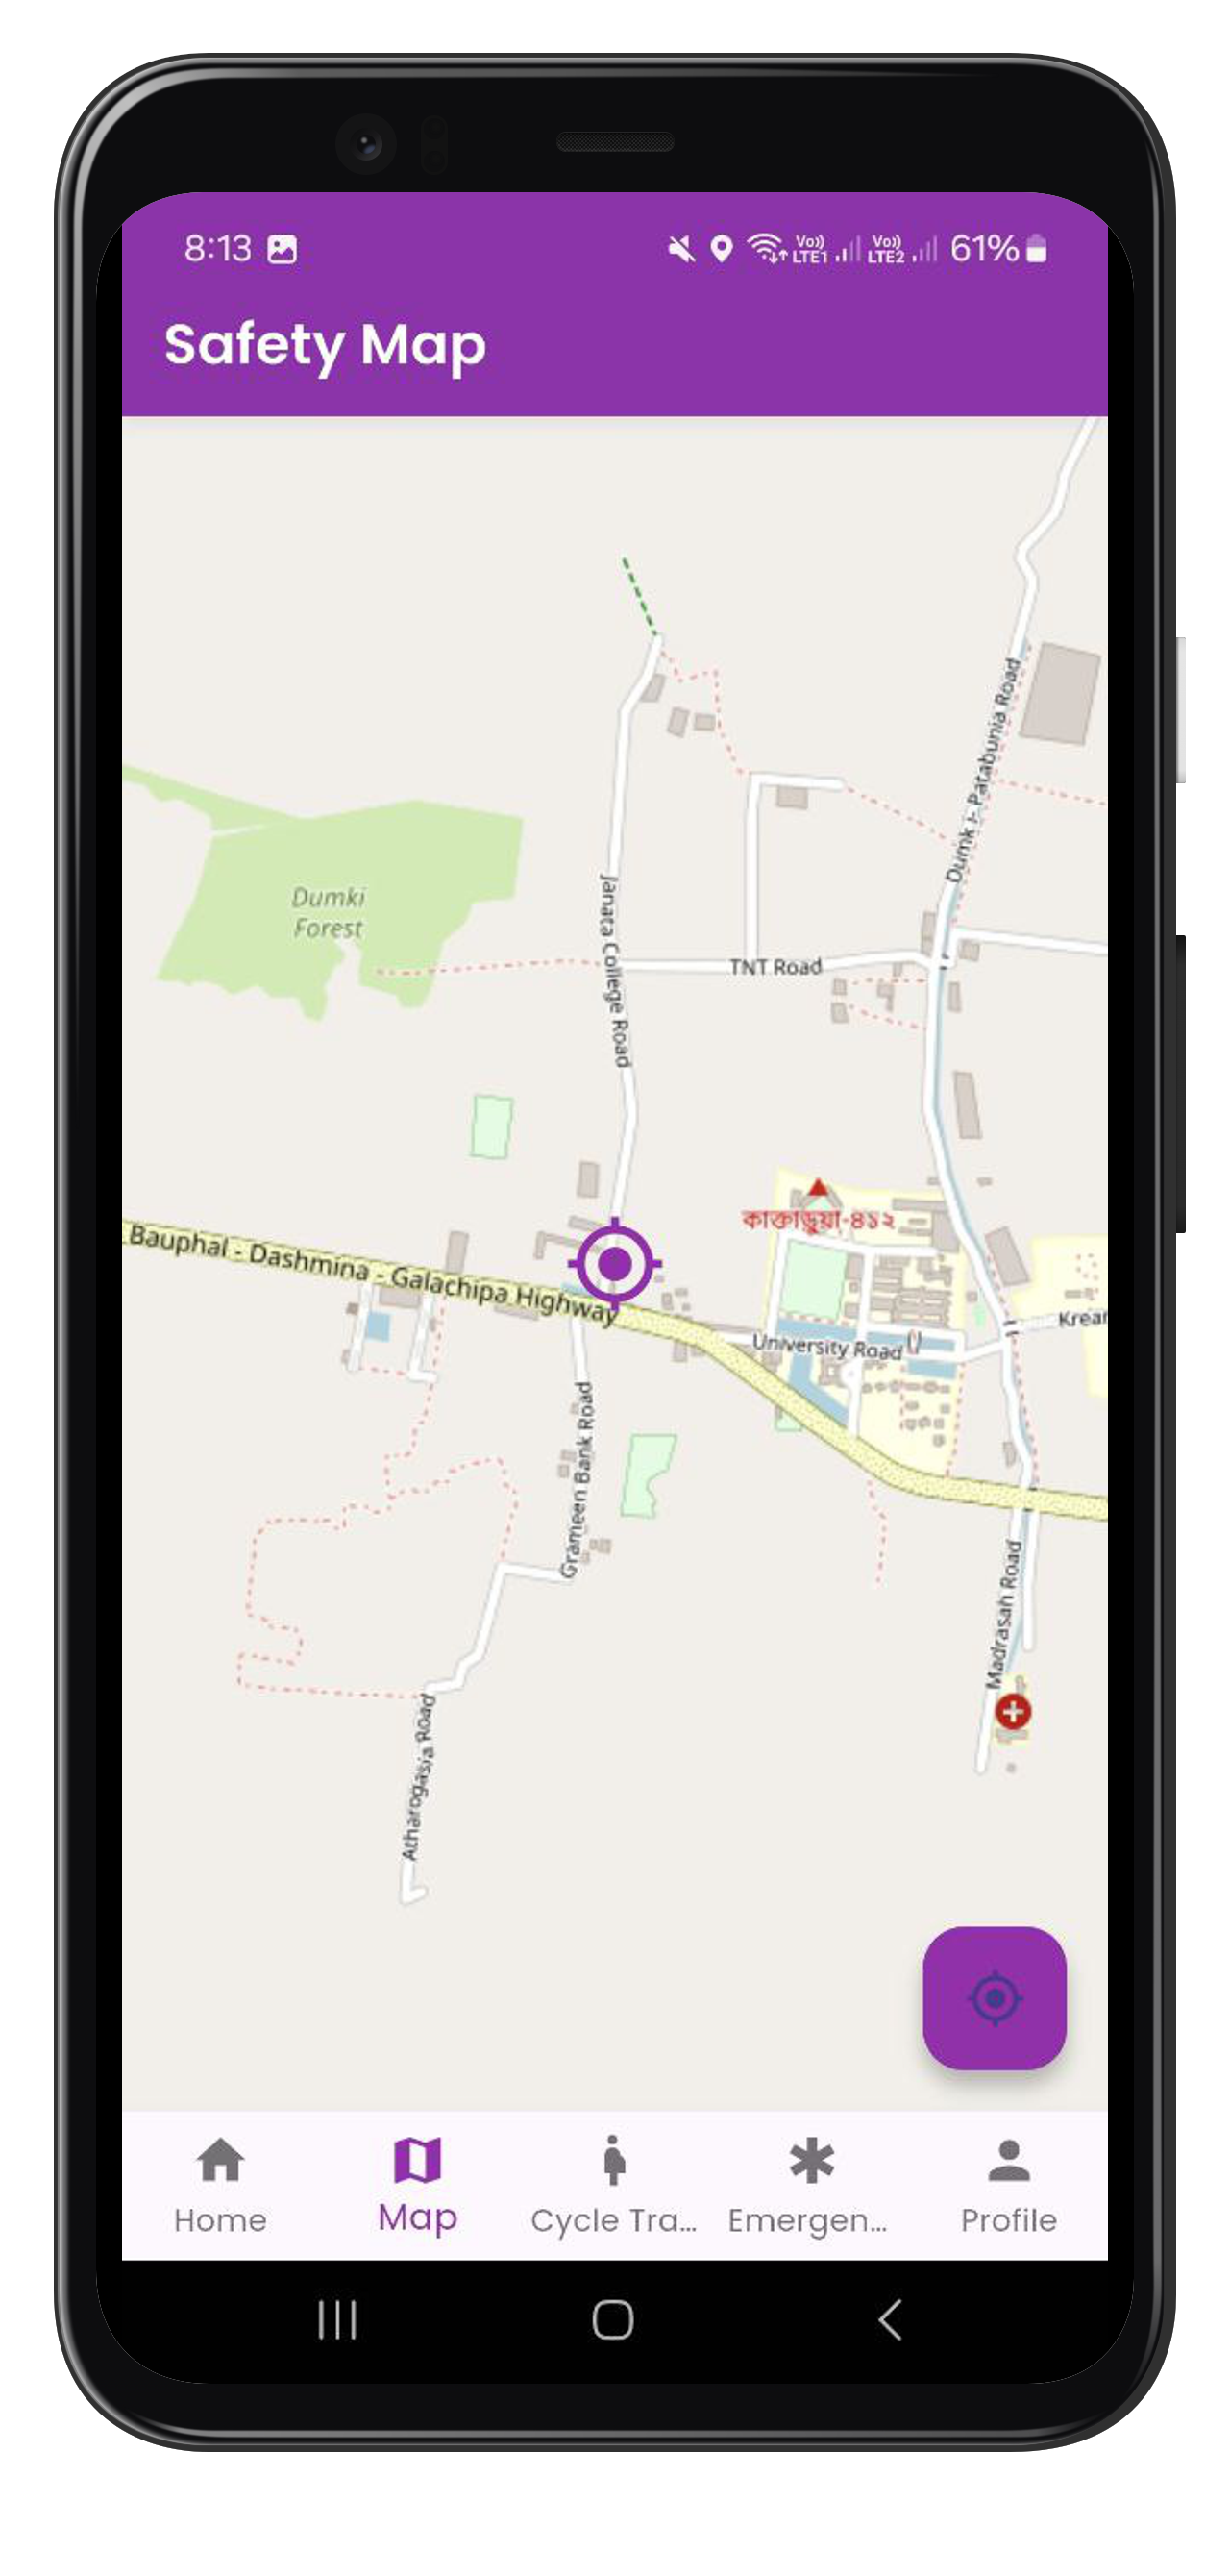 8:13
Vo)) LTE1 Vo)) LTE2 61%
Safety Map
Dumki - Patabunia Road
Dumki
Forest
Janata College Road
TNT Road
কাক্তাড়ুয়া-৪১২
Bauphal - Dashmina - Galachipa Highway
University Road
Krear
Grameen Bank Road
Madrasah Road
Atharogasia Road
Home
Map
Cycle Tra...
Emergen...
Profile